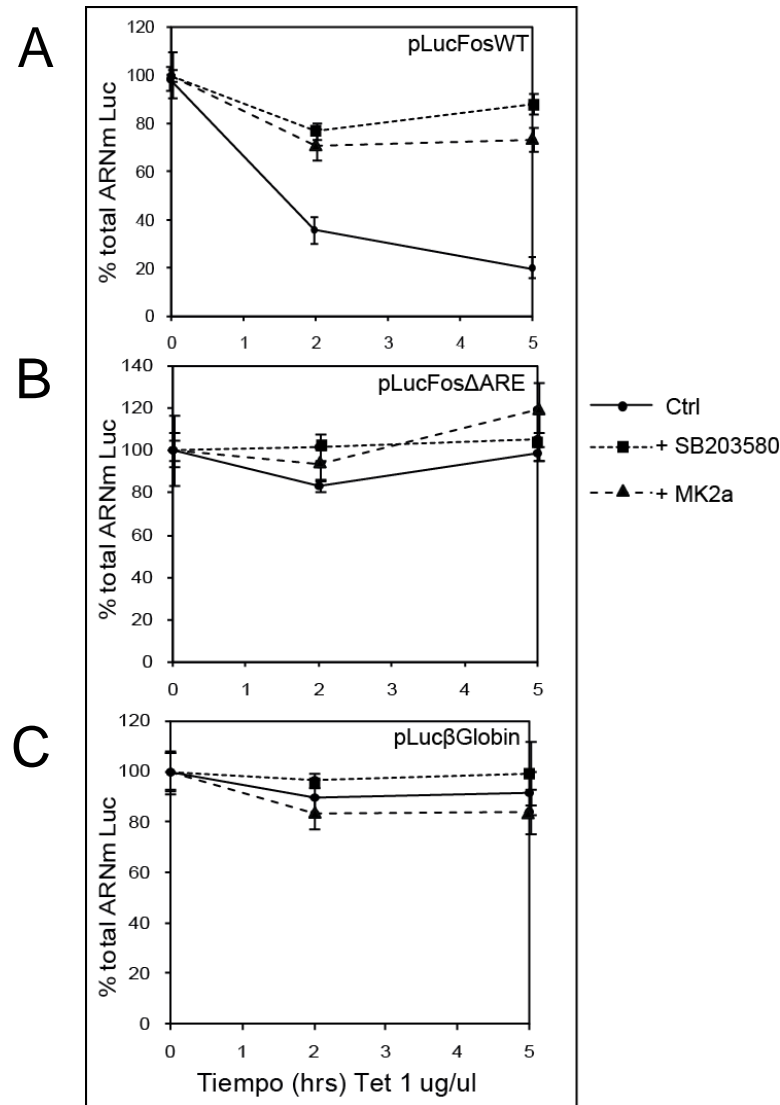 A
pLucFosWT
% total ARNm Luc
120
100
80
60
40
20
0
0 1 2 3 4 5
B
pLucFosΔARE
% total ARNm Luc
140
120
100
80
60
40
20
0
0 1 2 3 4 5
Ctrl
+ SB203580
+ MK2a
C
pLucβGlobin
% total ARNm Luc
120
100
80
60
40
20
0
0 1 2 3 4 5
Tiempo (hrs) Tet 1 ug/ul